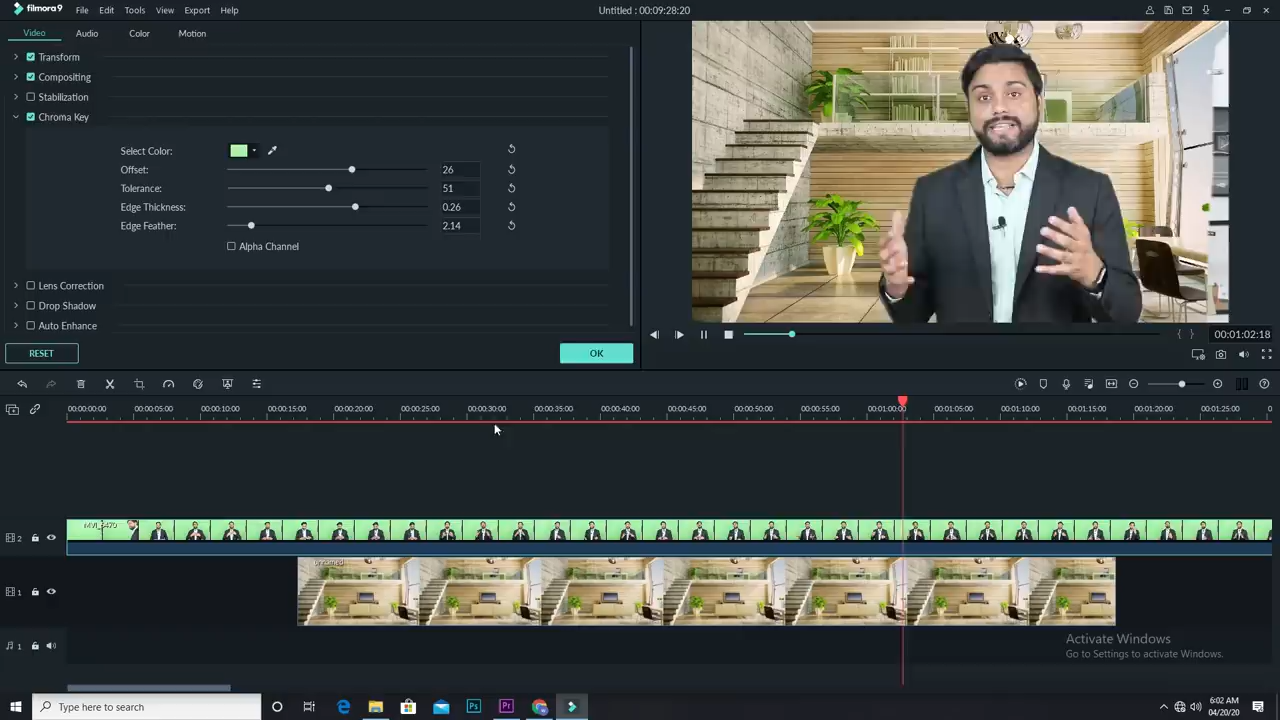 filmora9 File Edit Tools View Export Help Untitled : 00:09:28:20
Video Audio Color Motion
Transform
Compositing
Stabilization
Chroma Key
Select Color:
Offset: 26
Tolerance: 51
Edge Thickness: 0.26
Edge Feather: 2.14
Alpha Channel
Lens Correction
Drop Shadow
Auto Enhance
RESET OK
{ } 00:01:02:18
00:00:00:00 00:00:05:00 00:00:10:00 00:00:15:00 00:00:20:00 00:00:25:00 00:00:30:00 00:00:35:00 00:00:40:00 00:00:45:00 00:00:50:00 00:00:55:00 00:01:00:00 00:01:05:00 00:01:10:00 00:01:15:00 00:01:20:00 00:01:25:00 0
2
unnamed
1
1
Activate Windows
Go to Settings to activate Windows.
Type here to search
Ps Pr
6:02 AM
04/20/20